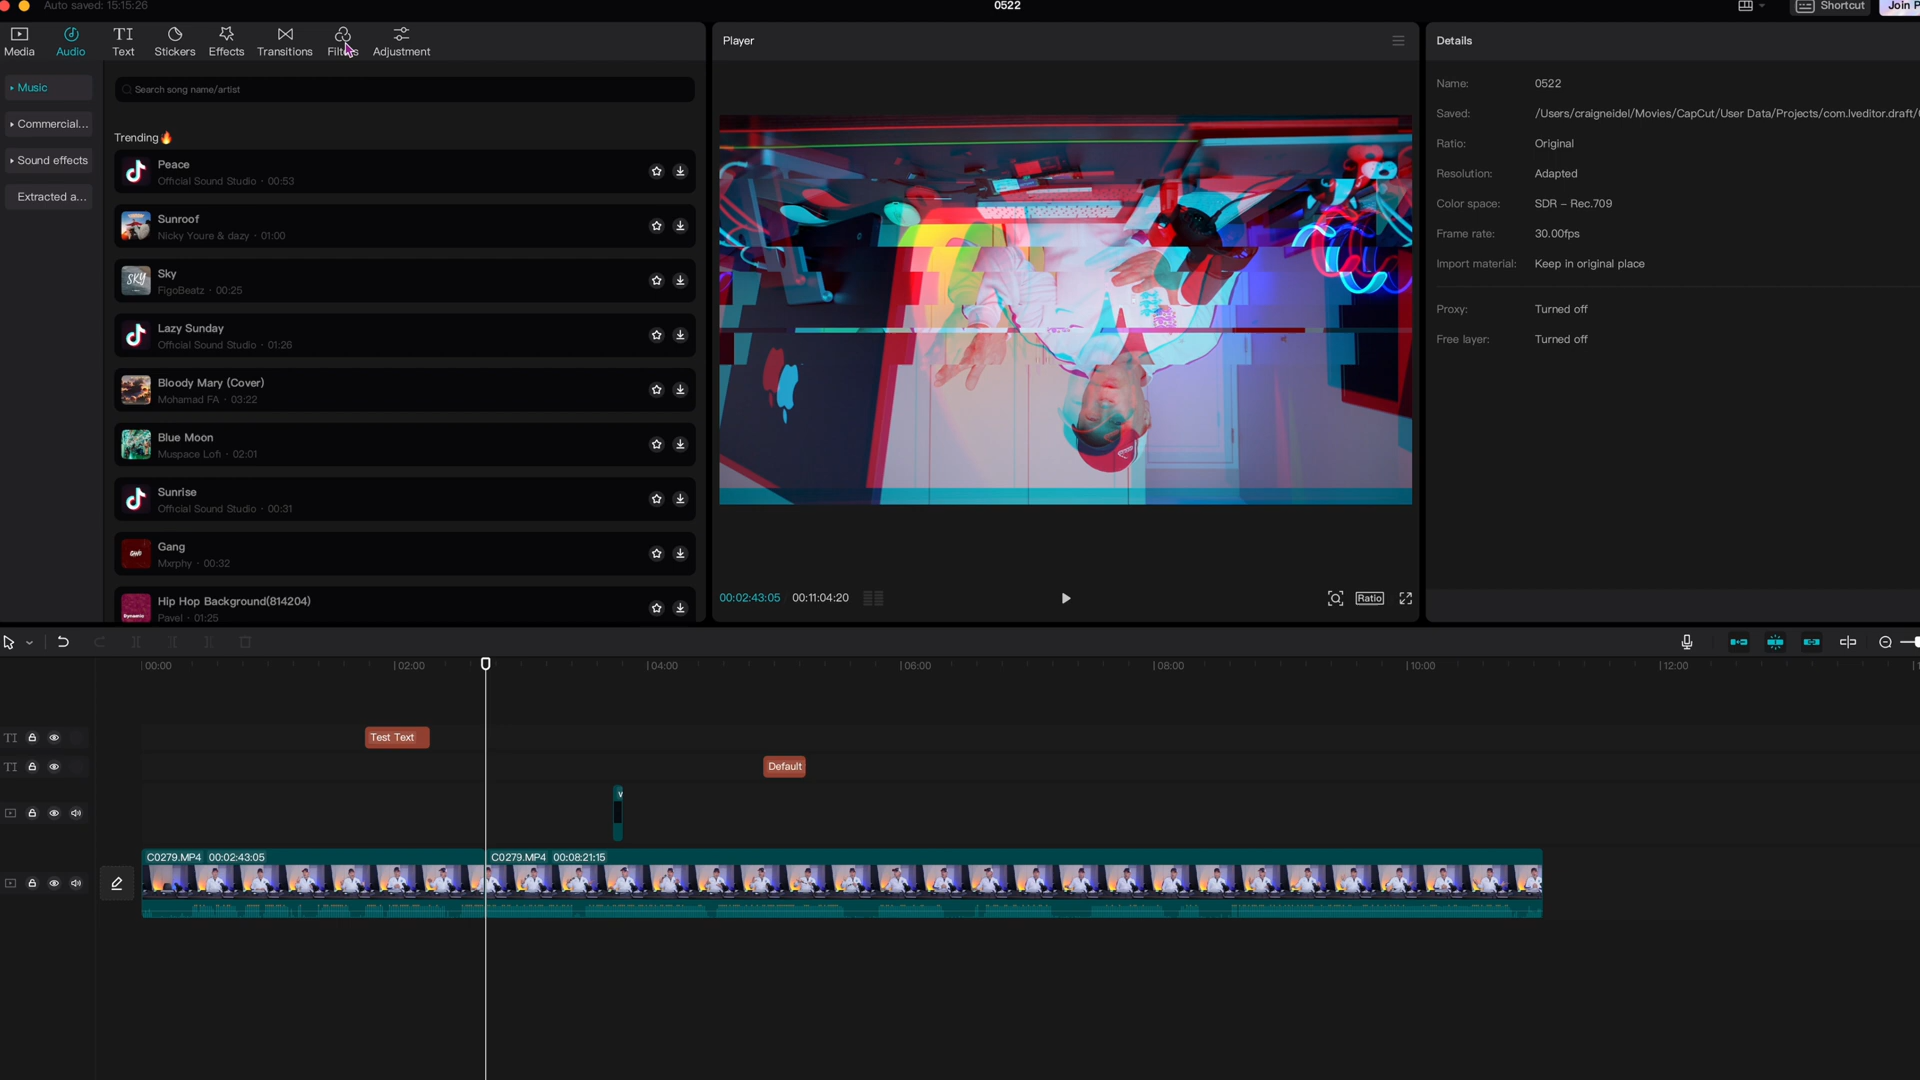 Auto saved: 15:15:26
0522
Shortcut
Join P
Media
Audio
Text
Stickers
Effects
Transitions
Filters
Adjustment
Music
Commercial...
Sound effects
Extracted a...
Search song name/artist
Trending🔥
Peace
Official Sound Studio · 00:53
Sunroof
Nicky Youre & dazy · 01:00
SKY
Sky
FigoBeatz · 00:25
Lazy Sunday
Official Sound Studio · 01:26
Bloody Mary (Cover)
Mohamad FA · 03:22
Blue Moon
Muspace Lofi · 02:01
Sunrise
Official Sound Studio · 00:31
Gang
Mxrphy · 00:32
Hip Hop Background(814204)
Pavel · 01:25
Player
00:02:43:05 00:11:04:20
Ratio
Details
Name: 0522
Saved: /Users/craigneidel/Movies/CapCut/User Data/Projects/com.lveditor.draft/
Ratio: Original
Resolution: Adapted
Color space: SDR – Rec.709
Frame rate: 30.00fps
Import material: Keep in original place
Proxy: Turned off
Free layer: Turned off
00:00 02:00 04:00 06:00 08:00 10:00 12:00
TI
Test Text
TI
Default
v
C0279.MP4 00:02:43:05
C0279.MP4 00:08:21:15